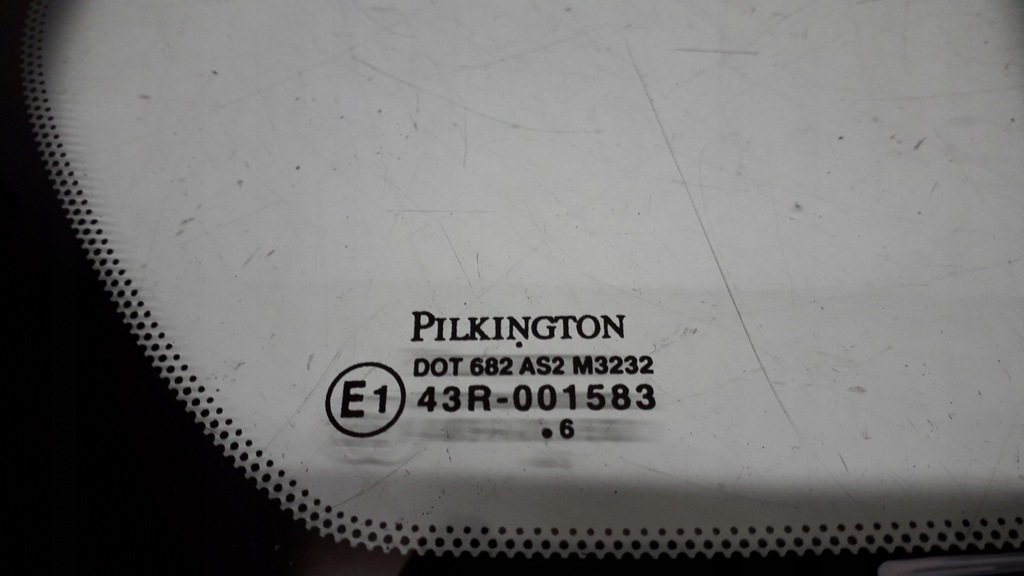 PILKINGTON
DOT 682 AS2 M3232
E1 43R-001583
.6